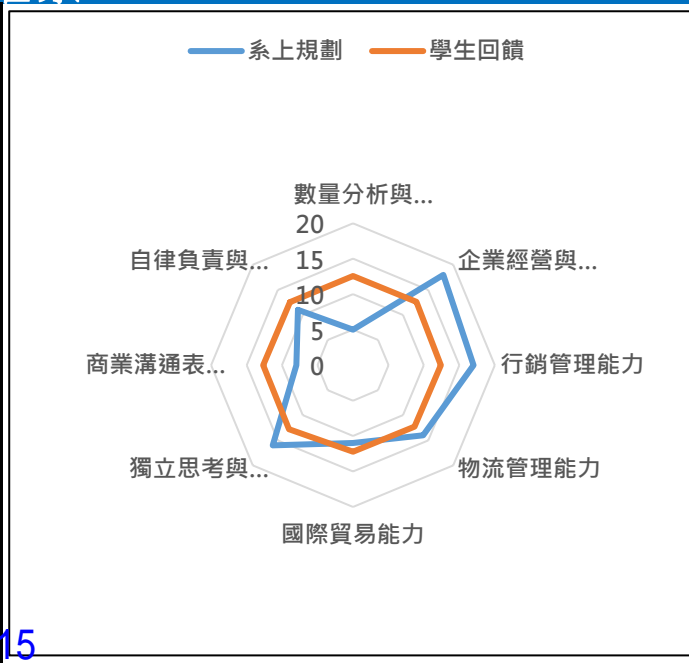 系上規劃 學生回饋
數量分析與...
20
自律負責與... 15 企業經營與...
10
商業溝通表... 5 行銷管理能力
0
獨立思考與... 物流管理能力
國際貿易能力
15